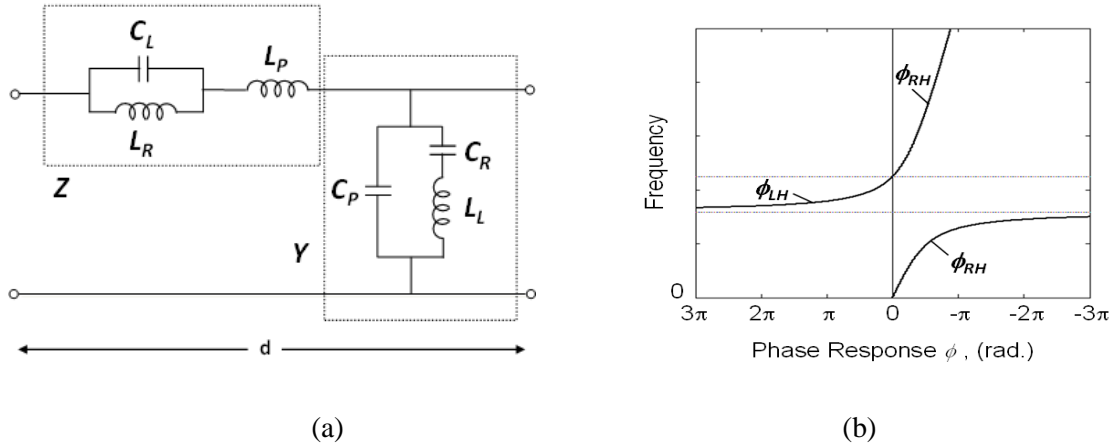 C_L
L_P
L_R
Z
C_P
C_R
L_L
Y
d
(a)
Frequency
ϕ_RH
ϕ_LH
ϕ_RH
0
3π 2π π 0 -π -2π -3π
Phase Response ϕ , (rad.)
(b)